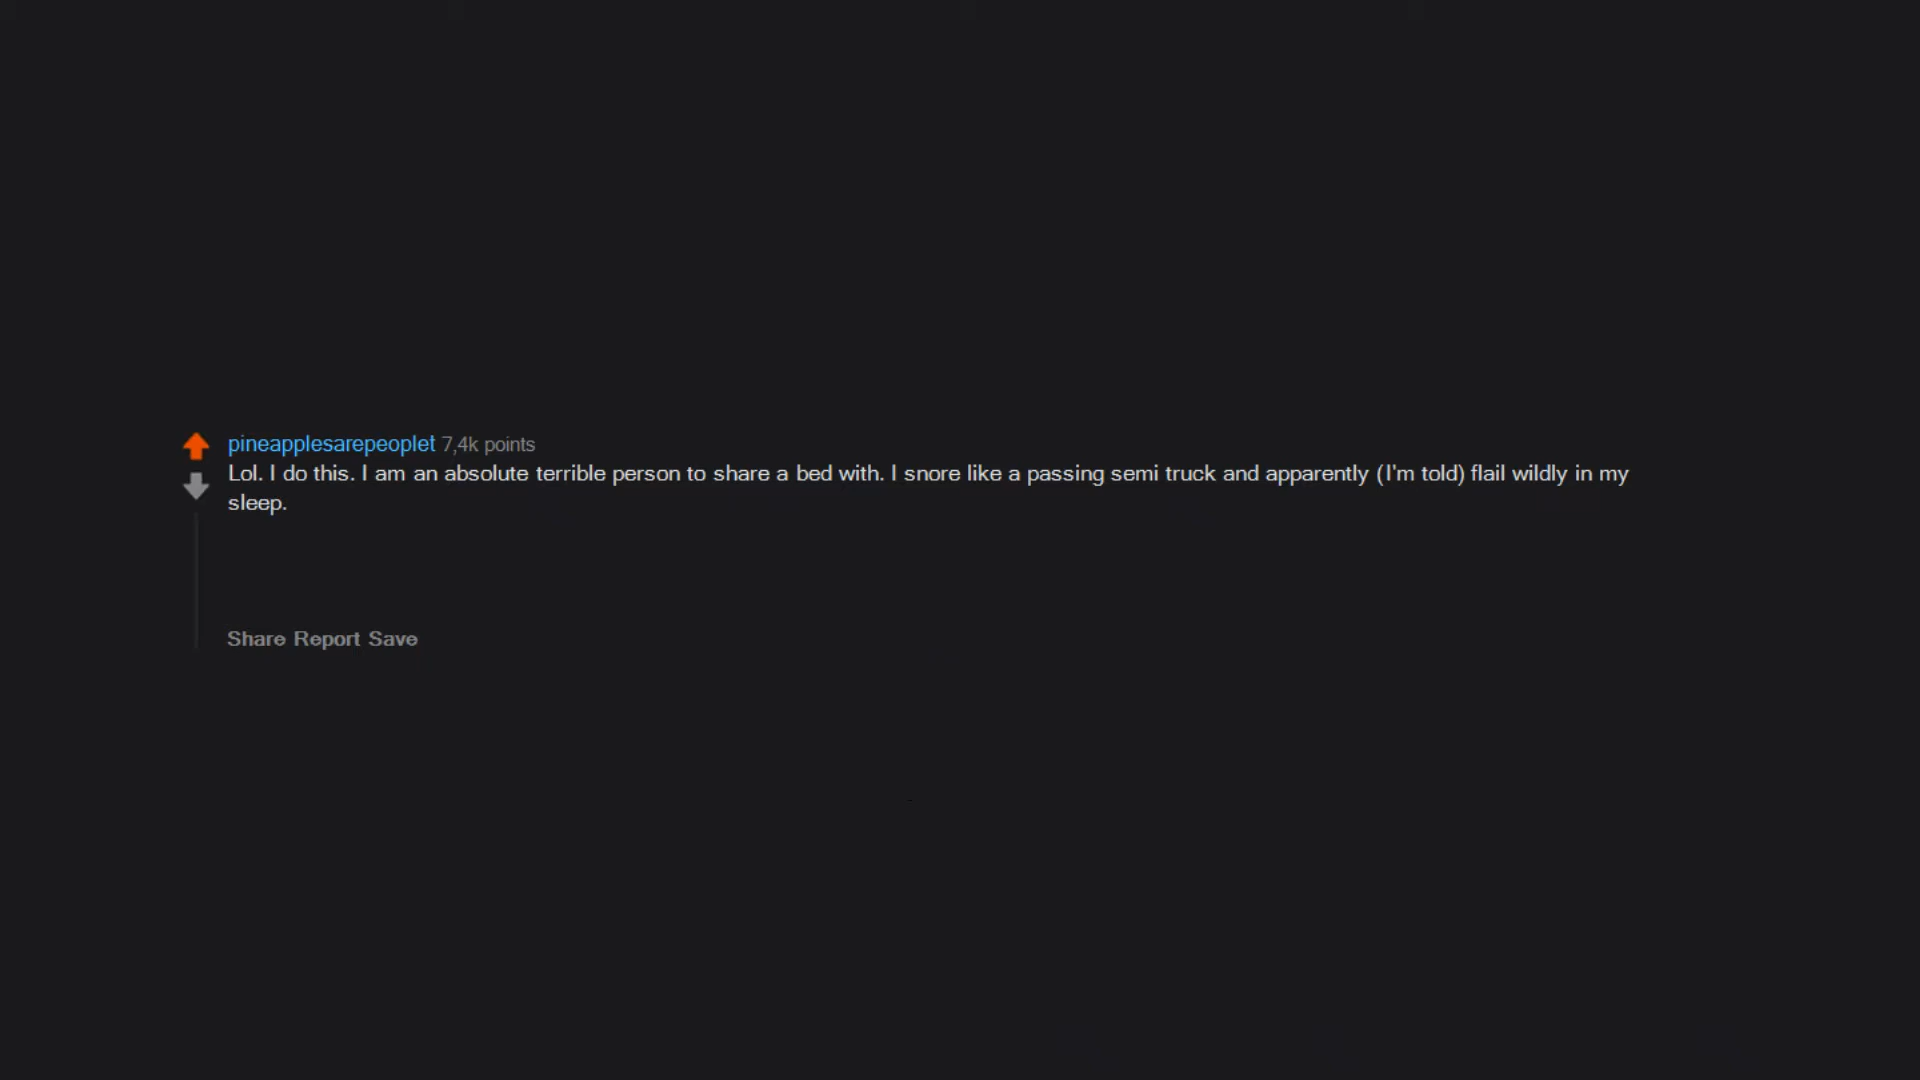 pineapplesarepeoplet 7,4k points
Lol. I do this. I am an absolute terrible person to share a bed with. I snore like a passing semi truck and apparently (I'm told) flail wildly in my
sleep.
Share Report Save